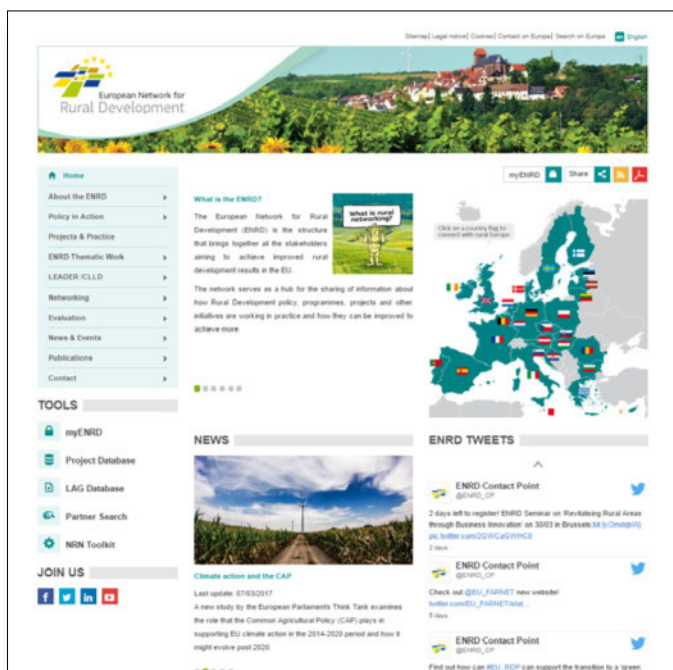 Sitemap| Legal notice| Cookies| Contact on Europa| Search on Europa en English
European Network for
Rural Development
myENRD Share
Home
About the ENRD
Policy in Action
Projects & Practice
ENRD Thematic Work
LEADER /CLLD
Networking
Evaluation
News & Events
Publications
Contact
What is the ENRD?
The European Network for Rural
Development (ENRD) is the structure
that brings together all the stakeholders
aiming to achieve improved rural
development results in the EU.
The network serves as a hub for the sharing of information about
how Rural Development policy, programmes, projects and other
initiatives are working in practice and how they can be improved to
achieve more.
What is rural
networking?
Click on a country flag to
connect with rural Europe
TOOLS
myENRD
Project Database
LAG Database
Partner Search
NRN Toolkit
JOIN US
NEWS
Climate action and the CAP
Last update: 07/03/2017
A new study by the European Parliament's Think Tank examines
the role that the Common Agricultural Policy (CAP) plays in
supporting EU climate action in the 2014-2020 period and how it
might evolve post 2020.
ENRD TWEETS
ENRD Contact Point
@ENRD_CP
2 days left to register! ENRD Seminar on 'Revitalising Rural Areas
through Business Innovation' on 30/03 in Brussels
2 days
ENRD Contact Point
@ENRD_CP
Check out @EU_FARNET new website!
twitter.com/EU_FARNET/stat...
5 days
ENRD Contact Point
@ENRD_CP
Find out how can #EU_RDP can support the transition to a 'green